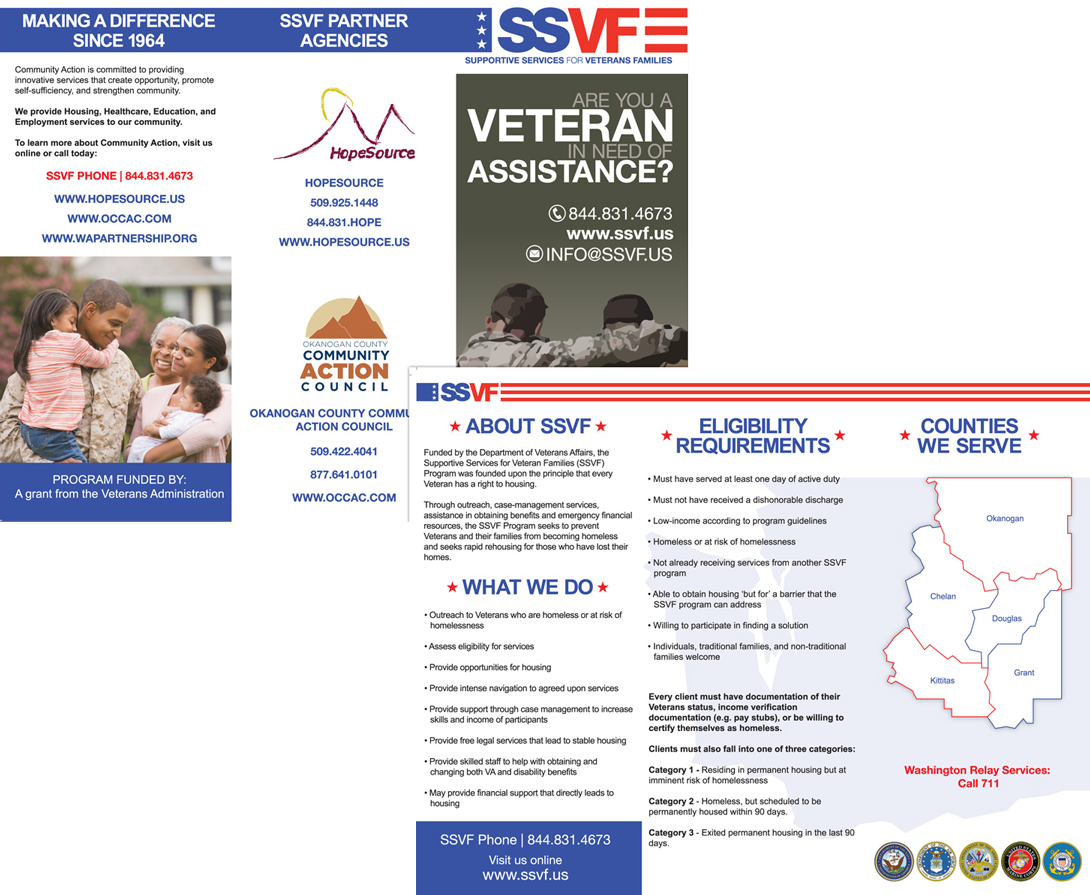 MAKING A DIFFERENCE
SINCE 1964
Community Action is committed to providing
innovative services that create opportunity, promote
self-sufficiency, and strengthen community.
We provide Housing, Healthcare, Education, and
Employment services to our community.
To learn more about Community Action, visit us
online or call today:
SSVF PHONE | 844.831.4673
WWW.HOPESOURCE.US
WWW.OCCAC.COM
WWW.WAPARTNERSHIP.ORG
PROGRAM FUNDED BY:
A grant from the Veterans Administration
SSVF PARTNER
AGENCIES
HopeSource
HOPESOURCE
509.925.1448
844.831.HOPE
WWW.HOPESOURCE.US
OKANOGAN COUNTY
COMMUNITY
ACTION
COUNCIL
OKANOGAN COUNTY COMMU
ACTION COUNCIL
509.422.4041
877.641.0101
WWW.OCCAC.COM
SSVF
SUPPORTIVE SERVICES FOR VETERANS FAMILIES
ARE YOU A
VETERAN
IN NEED OF
ASSISTANCE?
844.831.4673
www.ssvf.us
INFO@SSVF.US
SSVF
ABOUT SSVF
Funded by the Department of Veterans Affairs, the
Supportive Services for Veteran Families (SSVF)
Program was founded upon the principle that every
Veteran has a right to housing.
Through outreach, case-management services,
assistance in obtaining benefits and emergency financial
resources, the SSVF Program seeks to prevent
Veterans and their families from becoming homeless
and seeks rapid rehousing for those who have lost their
homes.
WHAT WE DO
• Outreach to Veterans who are homeless or at risk of
homelessness
• Assess eligibility for services
• Provide opportunities for housing
• Provide intense navigation to agreed upon services
• Provide support through case management to increase
skills and income of participants
• Provide free legal services that lead to stable housing
• Provide skilled staff to help with obtaining and
changing both VA and disability benefits
• May provide financial support that directly leads to
housing
SSVF Phone | 844.831.4673
Visit us online
www.ssvf.us
ELIGIBILITY
REQUIREMENTS
• Must have served at least one day of active duty
• Must not have received a dishonorable discharge
• Low-income according to program guidelines
• Homeless or at risk of homelessness
• Not already receiving services from another SSVF
program
• Able to obtain housing ‘but for’ a barrier that the
SSVF program can address
• Willing to participate in finding a solution
• Individuals, traditional families, and non-traditional
families welcome
Every client must have documentation of their
Veterans status, income verification
documentation (e.g. pay stubs), or be willing to
certify themselves as homeless.
Clients must also fall into one of three categories:
Category 1 - Residing in permanent housing but at
imminent risk of homelessness
Category 2 - Homeless, but scheduled to be
permanently housed within 90 days.
Category 3 - Exited permanent housing in the last 90
days.
COUNTIES
WE SERVE
Okanogan
Chelan
Douglas
Grant
Kittitas
Washington Relay Services:
Call 711